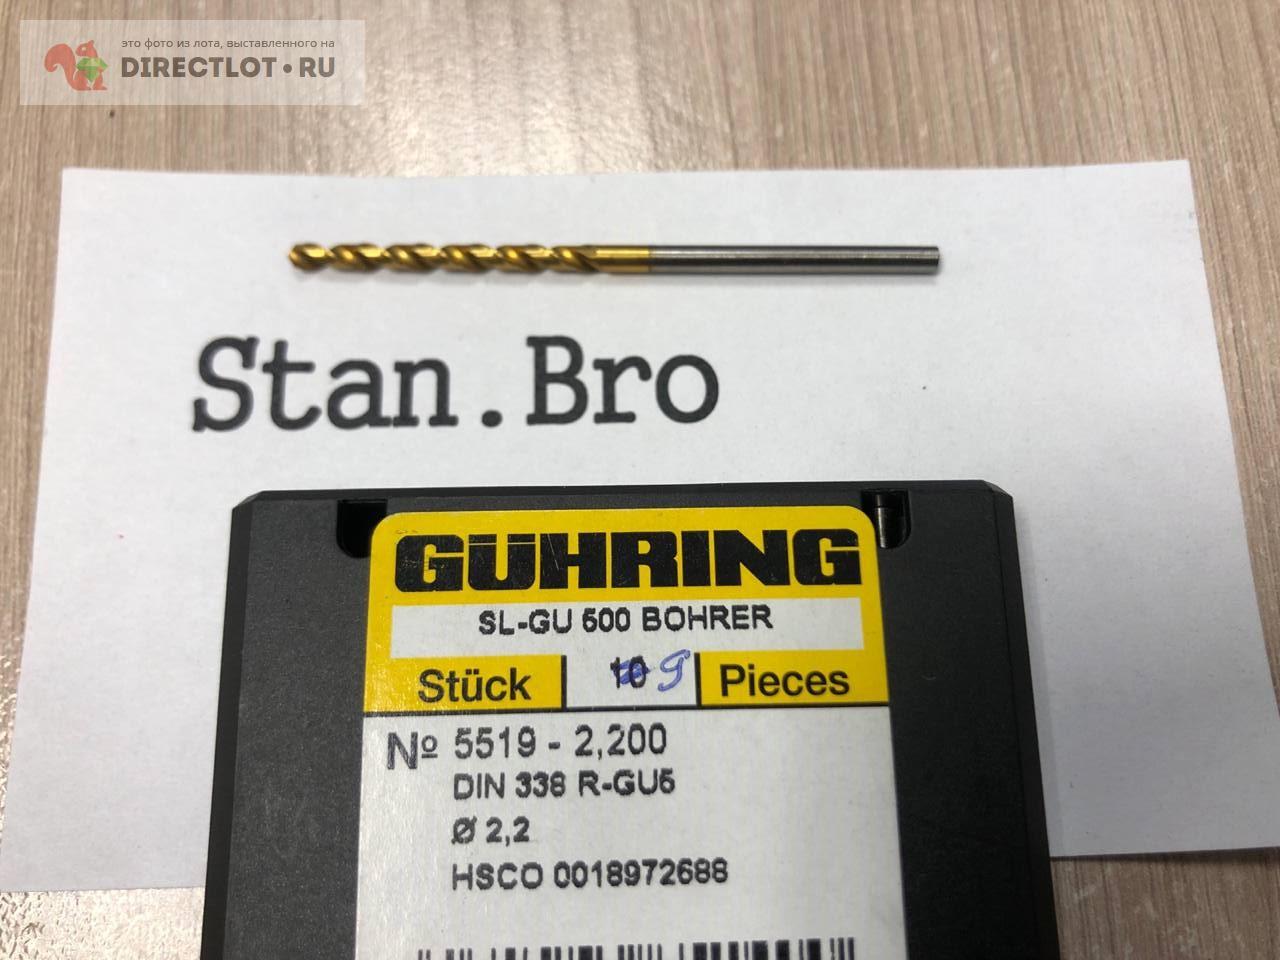 это фото из лота, выставленного на
DIRECTLOT•RU
Stan.Bro
GÜHRING
SL-GU 500 BOHRER
Stück 10 9 Pieces
Nº 5519 - 2,200
DIN 338 R-GU5
Ø 2,2
HSCO 0018972688